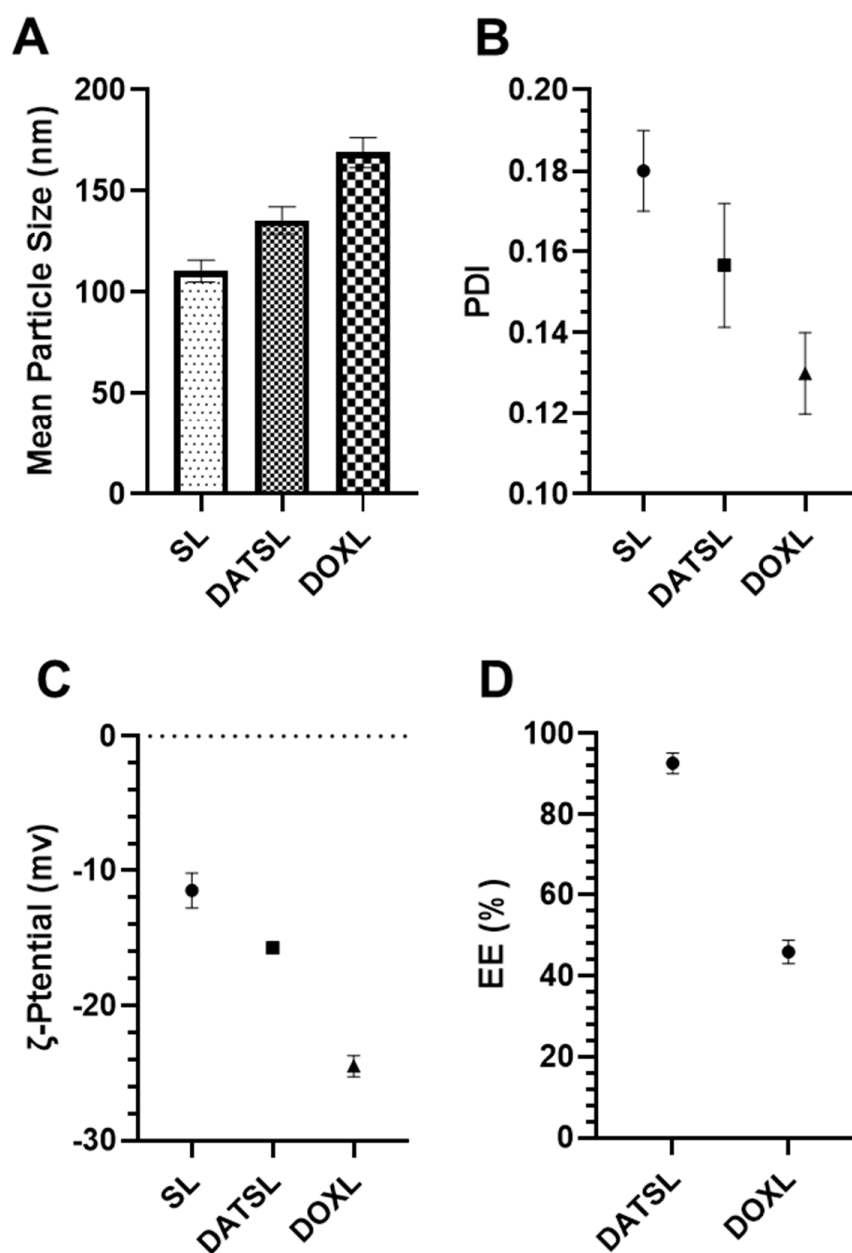 A
Mean Particle Size (nm)
200
150
100
50
0
SL
DATSL
DOXL
B
PDI
0.20
0.18
0.16
0.14
0.12
0.10
SL
DATSL
DOXL
C
ζ-Ptential (mv)
0
-10
-20
-30
SL
DATSL
DOXL
D
EE (%)
100
80
60
40
20
0
DATSL
DOXL